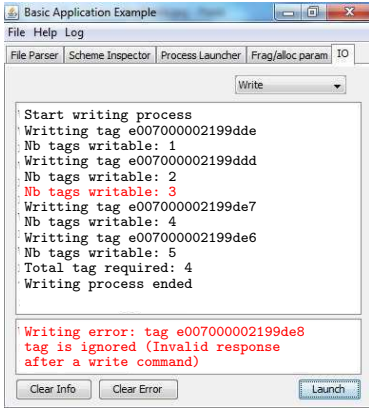 Basic Application Example
File Help Log
File Parser Scheme Inspector Process Launcher Frag/alloc param IO
Write
Start writing process
Writting tag e007000002199dde
Nb tags writable: 1
Writting tag e007000002199ddd
Nb tags writable: 2
Nb tags writable: 3
Writting tag e007000002199de7
Nb tags writable: 4
Writting tag e007000002199de6
Nb tags writable: 5
Total tag required: 4
Writing process ended
Writing error: tag e007000002199de8
tag is ignored (Invalid response
after a write command)
Clear Info Clear Error Launch